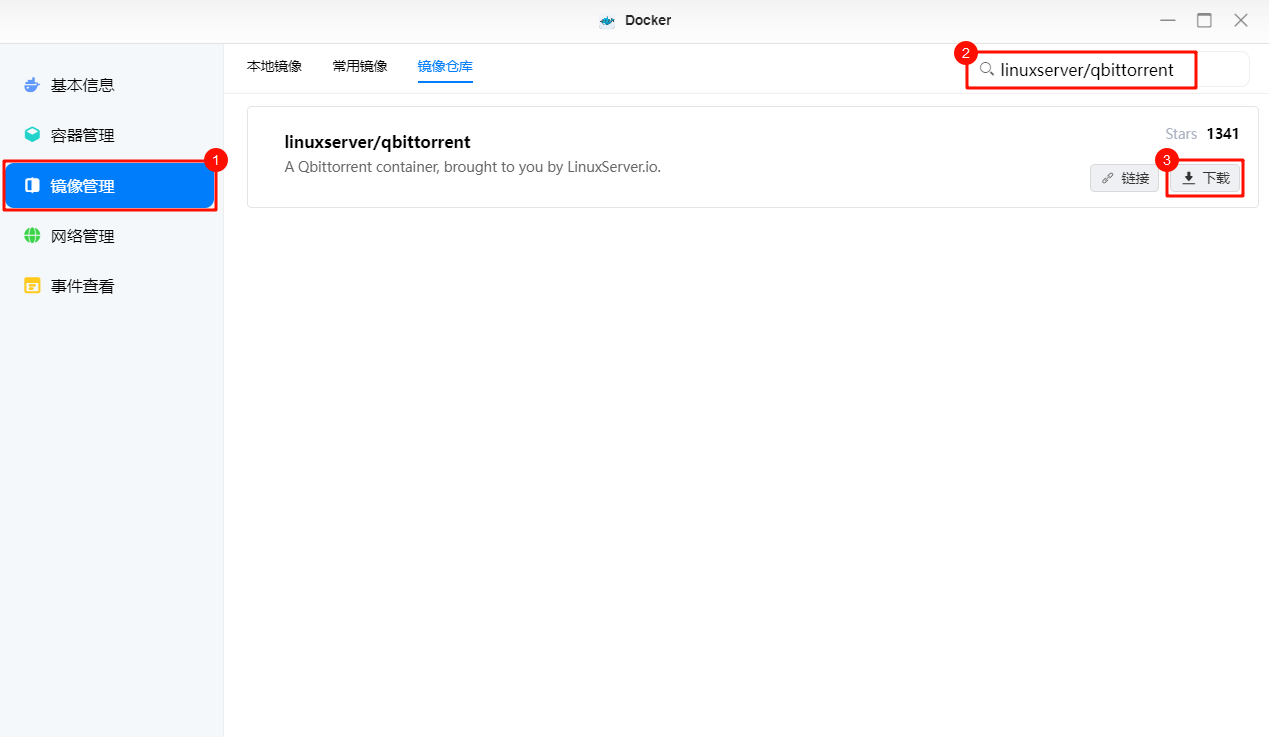 Docker
基本信息
容器管理
镜像管理
1
网络管理
事件查看
本地镜像 常用镜像 镜像仓库
2
linuxserver/qbittorrent
linuxserver/qbittorrent
A Qbittorrent container, brought to you by LinuxServer.io.
Stars 1341
链接
3
下载